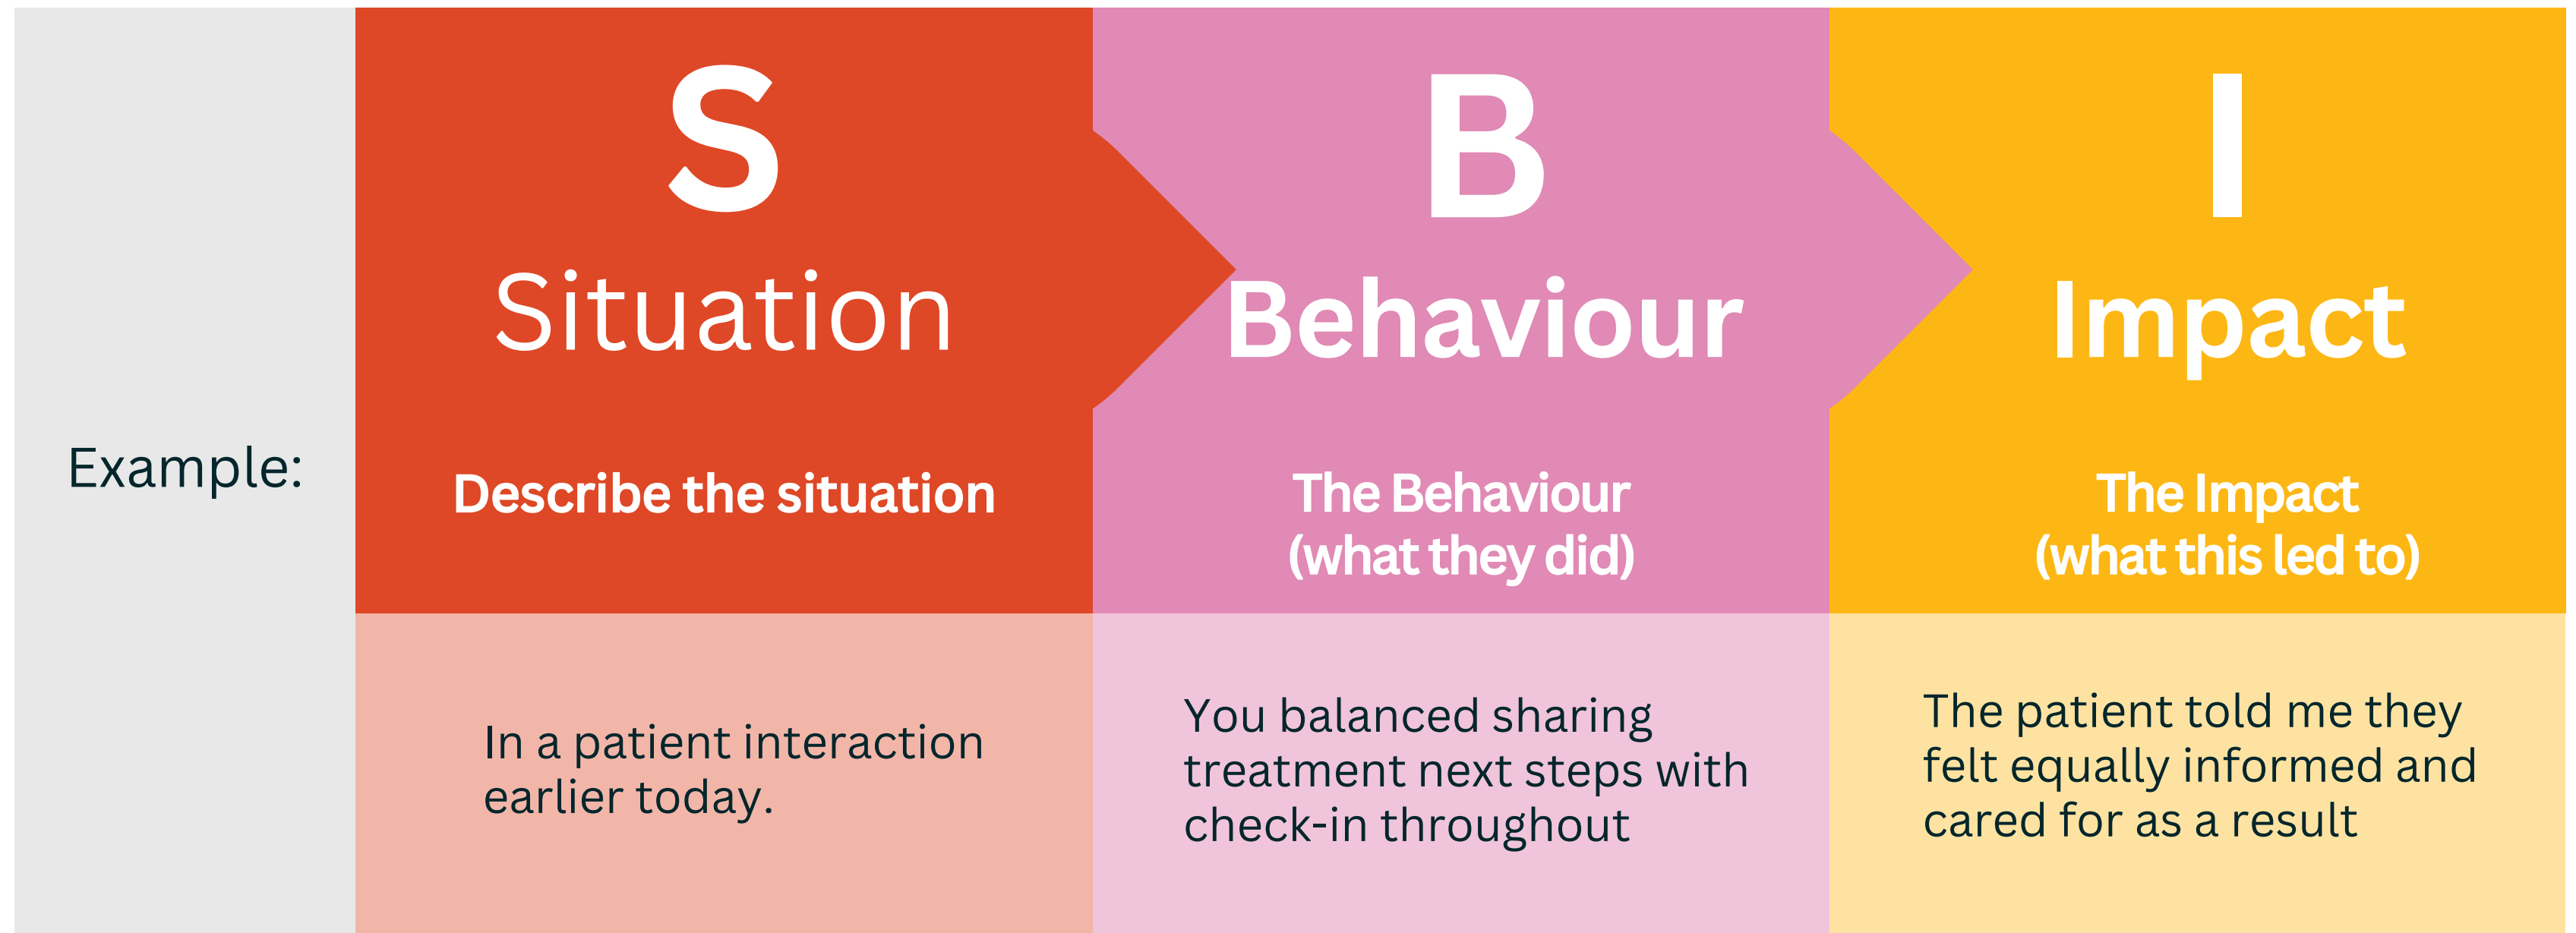 Example:
S
Situation
Describe the situation
In a patient interaction
earlier today.
B
Behaviour
The Behaviour
(what they did)
You balanced sharing
treatment next steps with
check-in throughout
I
Impact
The Impact
(what this led to)
The patient told me they
felt equally informed and
cared for as a result